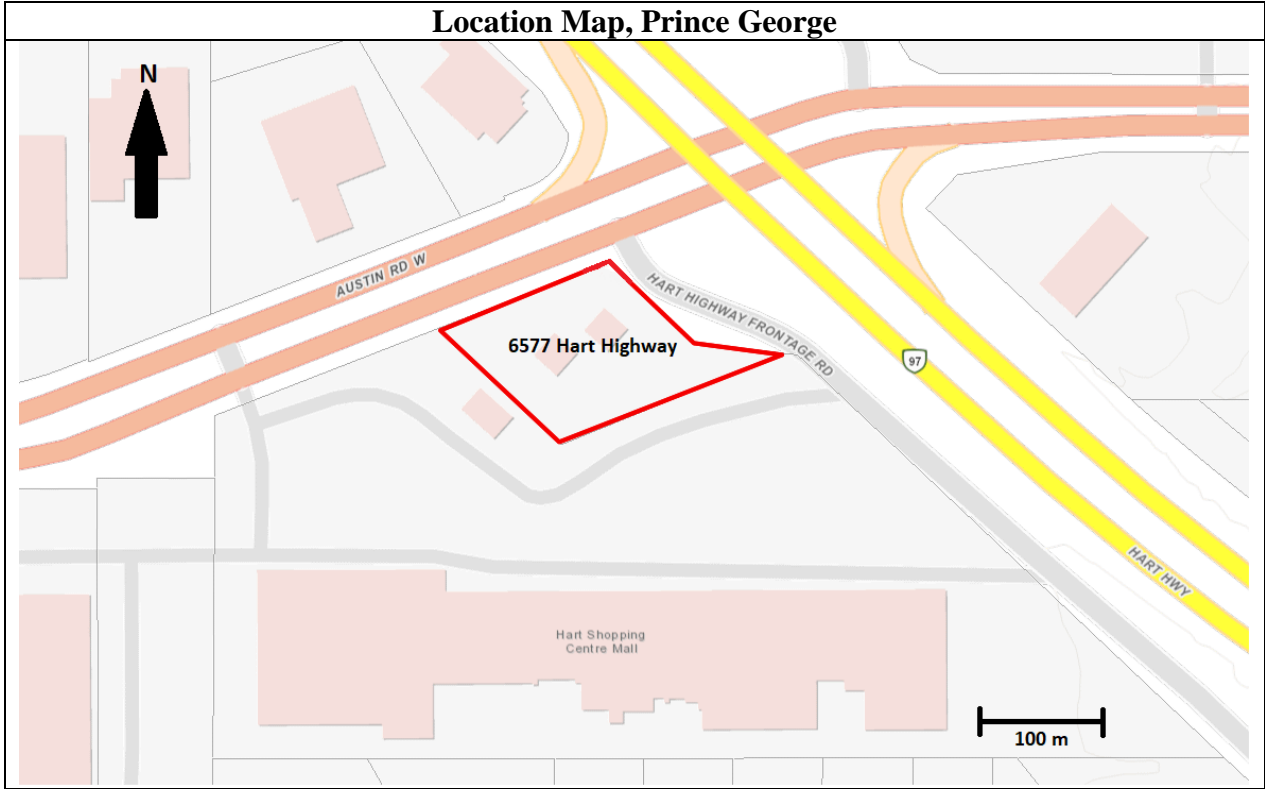 Location Map, Prince George
N
AUSTIN RD W
HART HIGHWAY FRONTAGE RD
6577 Hart Highway
97
HART HWY
Hart Shopping
Centre Mall
100 m